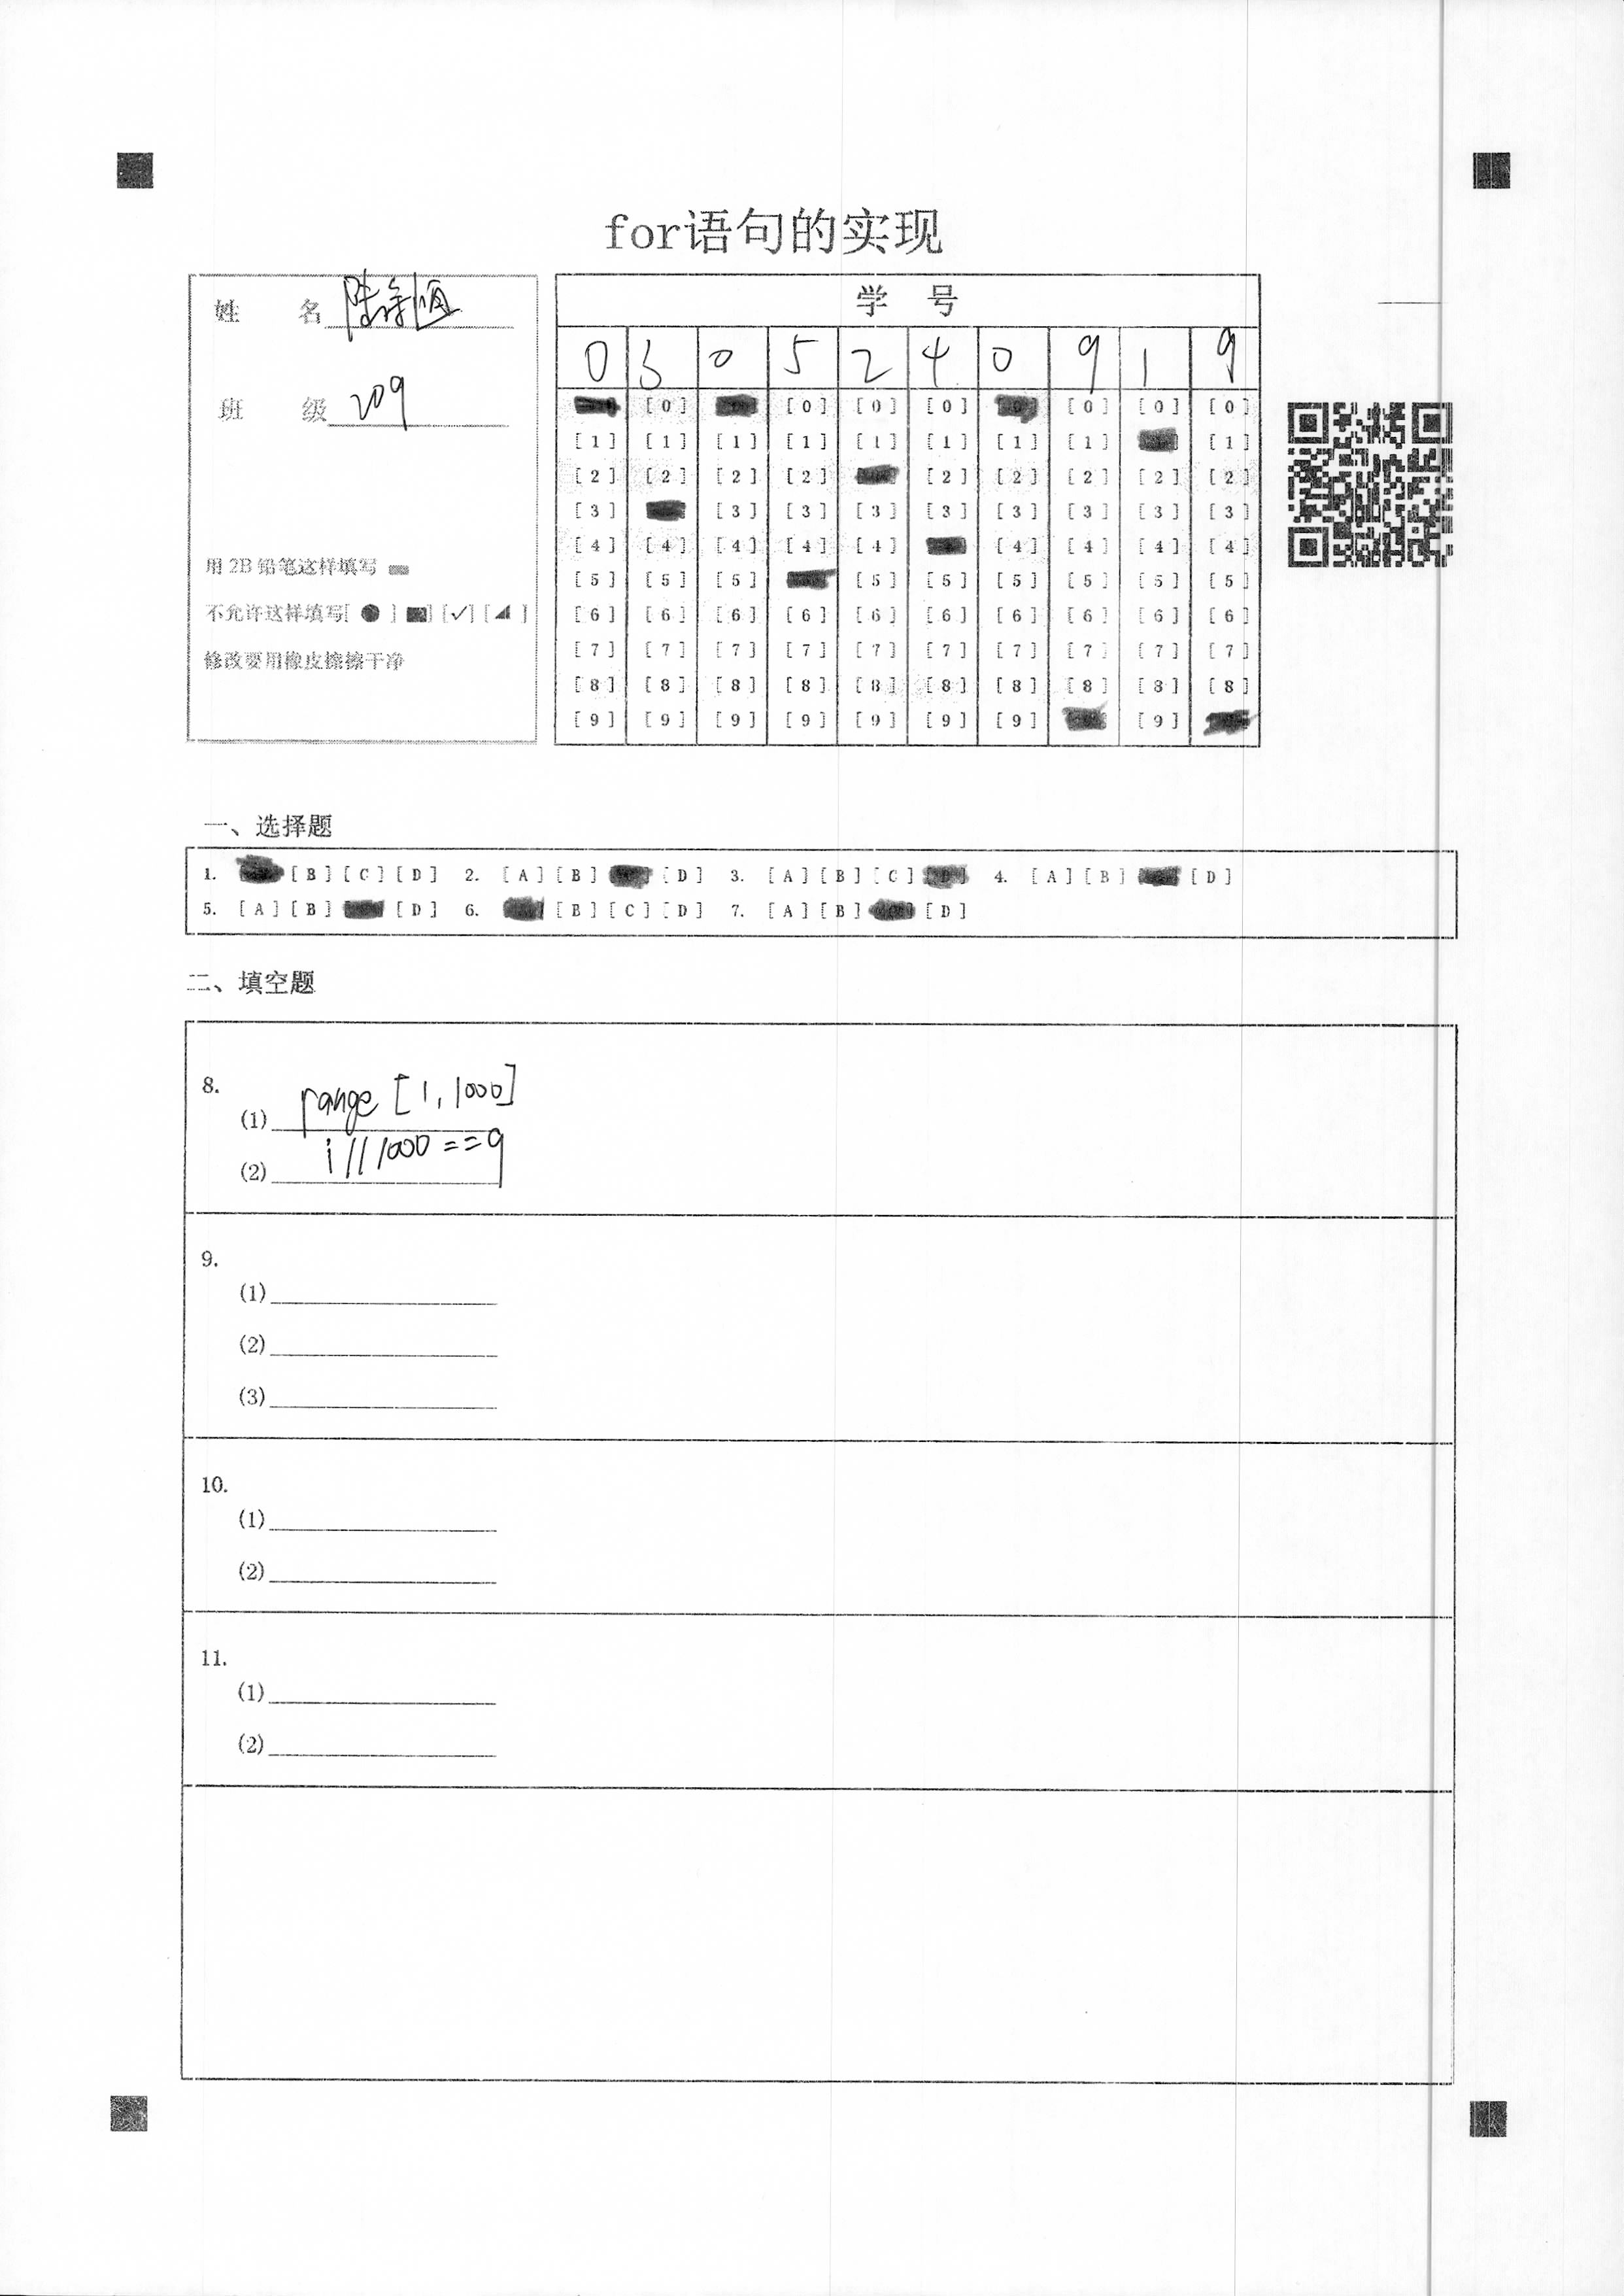 for语句的实现
姓 名
班 级 209
用2B铅笔这样填写
不允许这样填写[ ● ] [■] [✓] [◢ ]
修改要用橡皮擦擦干净
学 号
0 3 0 5 2 4 0 9 1 9
[0] [0] [0] [0] [0] [0] [0]
[1] [1] [1] [1] [1] [1] [1] [1] [1]
[2] [2] [2] [2] [2] [2] [2] [2] [2]
[3] [3] [3] [3] [3] [3] [3] [3] [3]
[4] [4] [4] [4] [4] [4] [4] [4] [4]
[5] [5] [5] [5] [5] [5] [5] [5] [5]
[6] [6] [6] [6] [6] [6] [6] [6] [6] [6]
[7] [7] [7] [7] [7] [7] [7] [7] [7] [7]
[8] [8] [8] [8] [8] [8] [8] [8] [8] [8]
[9] [9] [9] [9] [9] [9] [9] [9]
一、选择题
1. [B] [C] [D] 2. [A] [B] [D] 3. [A] [B] [C] 4. [A] [B] [D]
5. [A] [B] [D] 6. [B] [C] [D] 7. [A] [B] [D]
二、填空题
8.
(1) range [1,1000]
(2) i//1000==9
9.
(1)
(2)
(3)
10.
(1)
(2)
11.
(1)
(2)